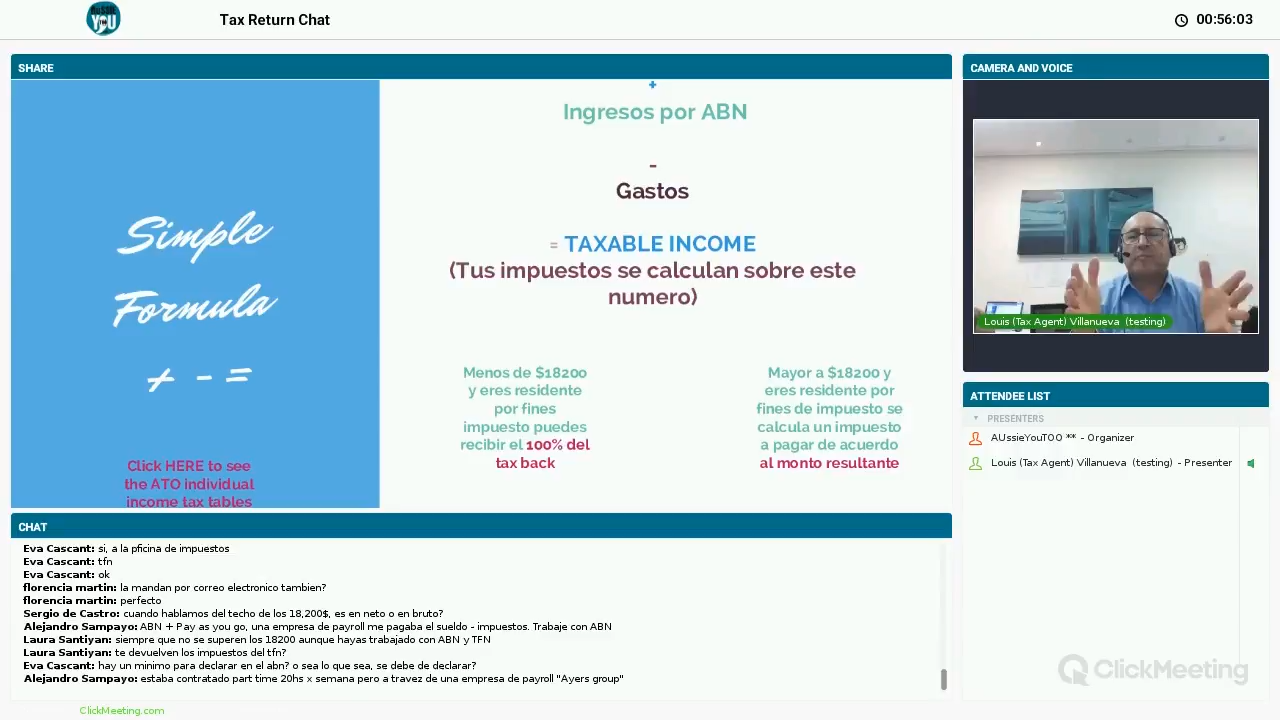 YOU
Tax Return Chat
00:56:03
SHARE
+
Ingresos por ABN
-
Gastos
= TAXABLE INCOME
(Tus impuestos se calculan sobre este
numero)
Simple
Formula
+ - =
Click HERE to see
the ATO individual
income tax tables
Menos de $18200
y eres residente
por fines
impuesto puedes
recibir el 100% del
tax back
Mayor a $18200 y
eres residente por
fines de impuesto se
calcula un impuesto
a pagar de acuerdo
al monto resultante
CAMERA AND VOICE
Louis (Tax Agent) Villanueva (testing)
ATTENDEE LIST
PRESENTERS
AUssieYouTOO ** - Organizer
Louis (Tax Agent) Villanueva (testing) - Presenter
CHAT
Eva Cascant: si, a la pficina de impuestos
Eva Cascant: tfn
Eva Cascant: ok
florencia martin: la mandan por correo electronico tambien?
florencia martin: perfecto
Sergio de Castro: cuando hablamos del techo de los 18,200$, es en neto o en bruto?
Alejandro Sampayo: ABN + Pay as you go, una empresa de payroll me pagaba el sueldo - impuestos. Trabaje con ABN
Laura Santiyan: siempre que no se superen los 18200 aunque hayas trabajado con ABN y TFN
Laura Santiyan: te devuelven los impuestos del tfn?
Eva Cascant: hay un minimo para declarar en el abn? o sea lo que sea, se debe de declarar?
Alejandro Sampayo: estaba contratado part time 20hs x semana pero a travez de una empresa de payroll "Ayers group"
ClickMeeting
ClickMeeting.com